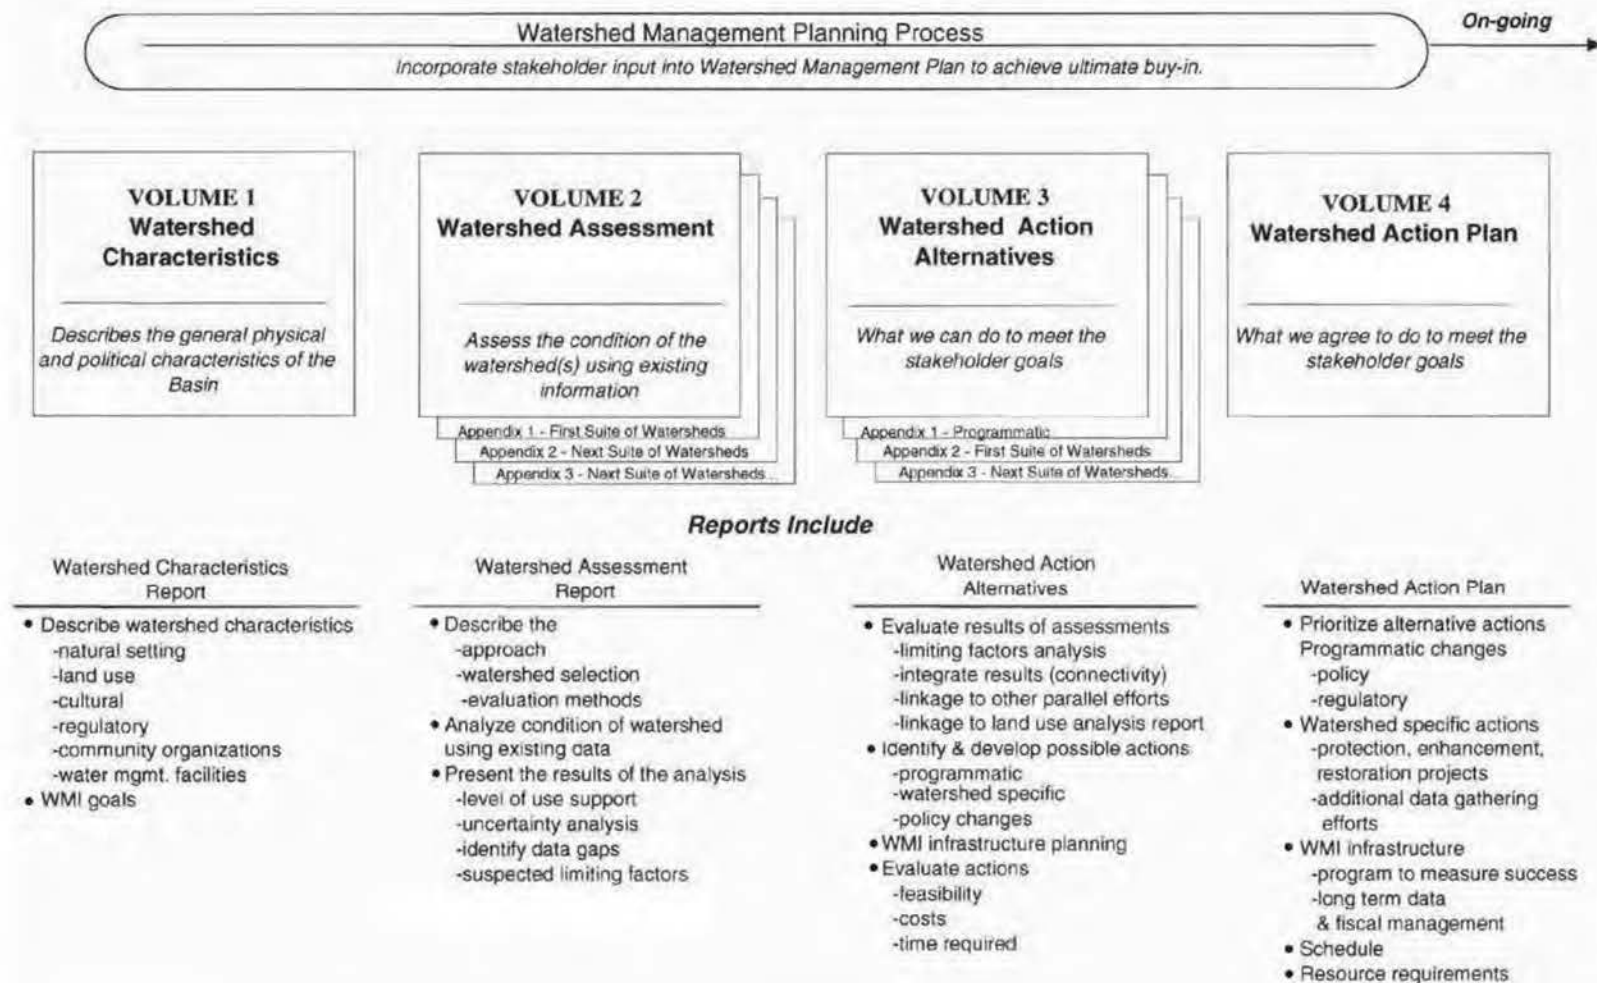 On-going
Watershed Management Planning Process
Incorporate stakeholder input into Watershed Management Plan to achieve ultimate buy-in.
VOLUME 1
Watershed
Characteristics
Describes the general physical
and political characteristics of the
Basin
VOLUME 2
Watershed Assessment
Assess the condition of the
watershed(s) using existing
information
Appendix 1 - First Suite of Watersheds
Appendix 2 - Next Suite of Watersheds
Appendix 3 - Next Suite of Watersheds...
VOLUME 3
Watershed Action
Alternatives
What we can do to meet the
stakeholder goals
Appendix 1 - Programmatic
Appendix 2 - First Suite of Watersheds
Appendix 3 - Next Suite of Watersheds...
VOLUME 4
Watershed Action Plan
What we agree to do to meet the
stakeholder goals
Reports Include
Watershed Characteristics
Report
• Describe watershed characteristics
-natural setting
-land use
-cultural
-regulatory
-community organizations
-water mgmt. facilities
• WMI goals
Watershed Assessment
Report
• Describe the
-approach
-watershed selection
-evaluation methods
• Analyze condition of watershed
using existing data
• Present the results of the analysis
-level of use support
-uncertainty analysis
-identify data gaps
-suspected limiting factors
Watershed Action
Alternatives
• Evaluate results of assessments
-limiting factors analysis
-integrate results (connectivity)
-linkage to other parallel efforts
-linkage to land use analysis report
• Identify & develop possible actions
-programmatic
-watershed specific
-policy changes
• WMI infrastructure planning
• Evaluate actions
-feasibility
-costs
-time required
Watershed Action Plan
• Prioritize alternative actions
Programmatic changes
-policy
-regulatory
• Watershed specific actions
-protection, enhancement,
restoration projects
-additional data gathering
efforts
• WMI infrastructure
-program to measure success
-long term data
& fiscal management
• Schedule
• Resource requirements